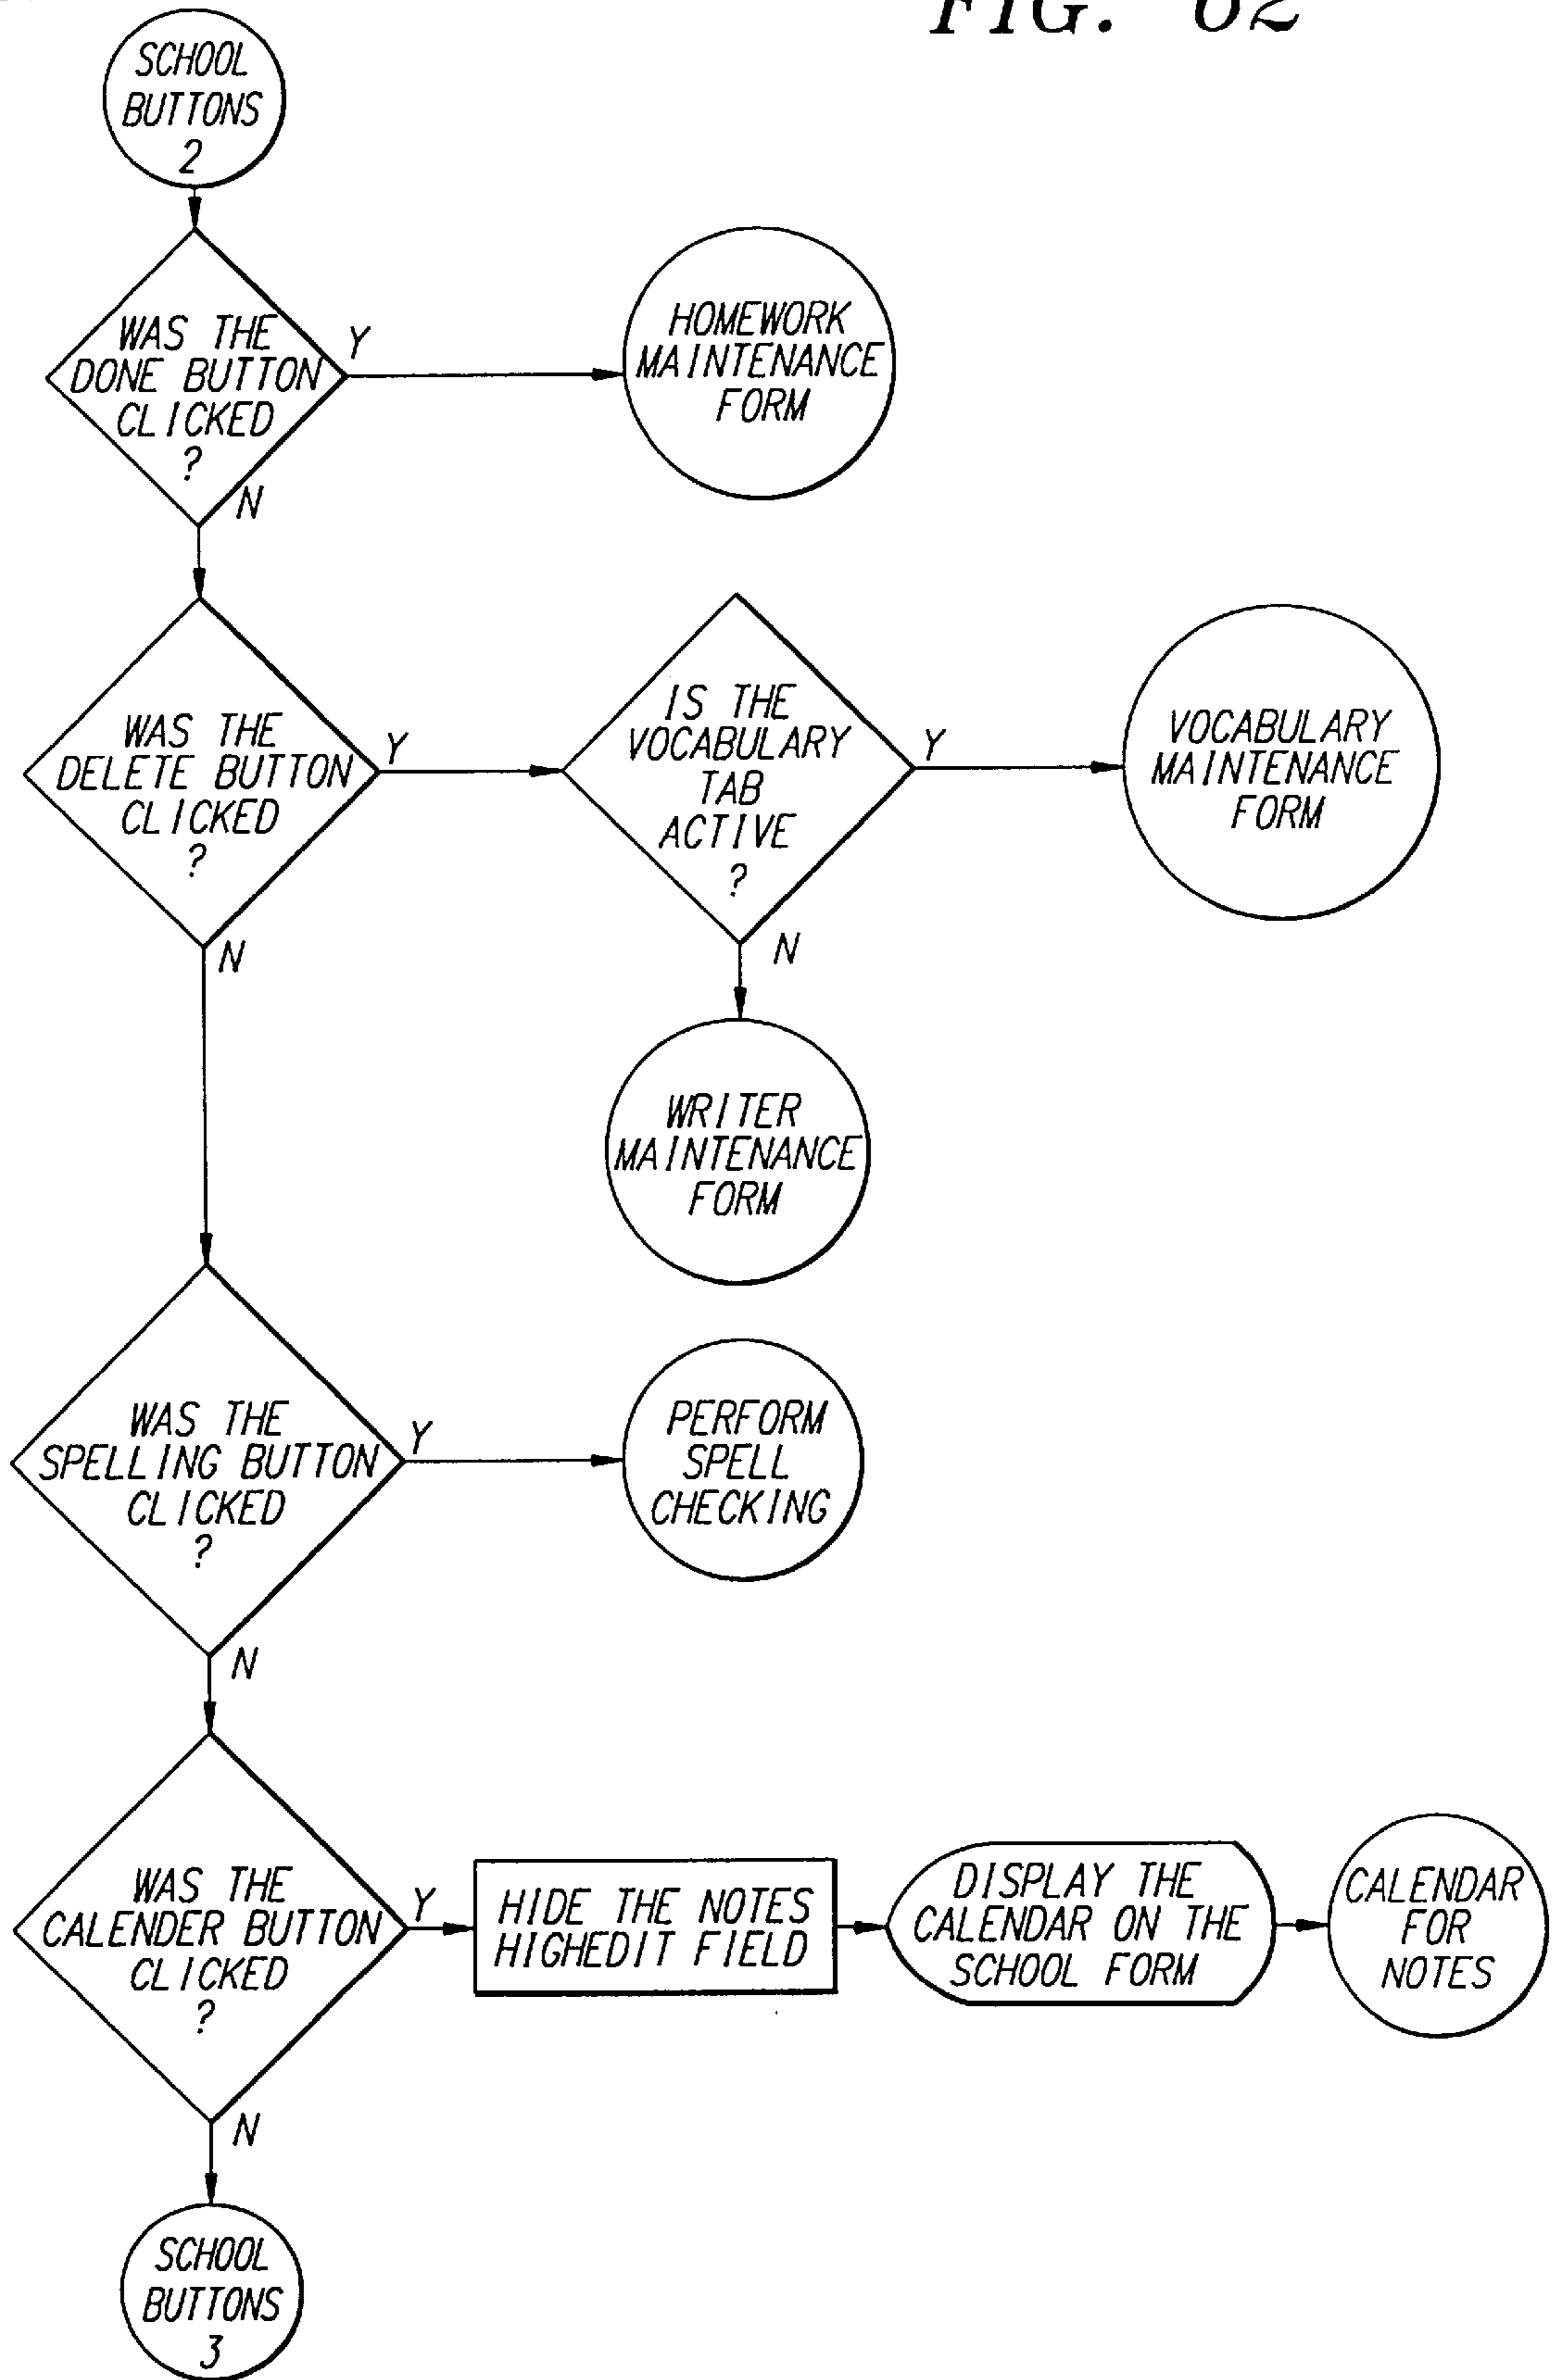 FIG. 62
SCHOOL
BUTTONS
2
WAS THE
DONE BUTTON
CLICKED
?
Y
N
HOMEWORK
MAINTENANCE
FORM
WAS THE
DELETE BUTTON
CLICKED
?
Y
N
IS THE
VOCABULARY
TAB
ACTIVE
?
Y
N
VOCABULARY
MAINTENANCE
FORM
WRITER
MAINTENANCE
FORM
WAS THE
SPELLING BUTTON
CLICKED
?
Y
N
PERFORM
SPELL
CHECKING
WAS THE
CALENDER BUTTON
CLICKED
?
Y
N
HIDE THE NOTES
HIGHEDIT FIELD
DISPLAY THE
CALENDAR ON THE
SCHOOL FORM
CALENDAR
FOR
NOTES
SCHOOL
BUTTONS
3